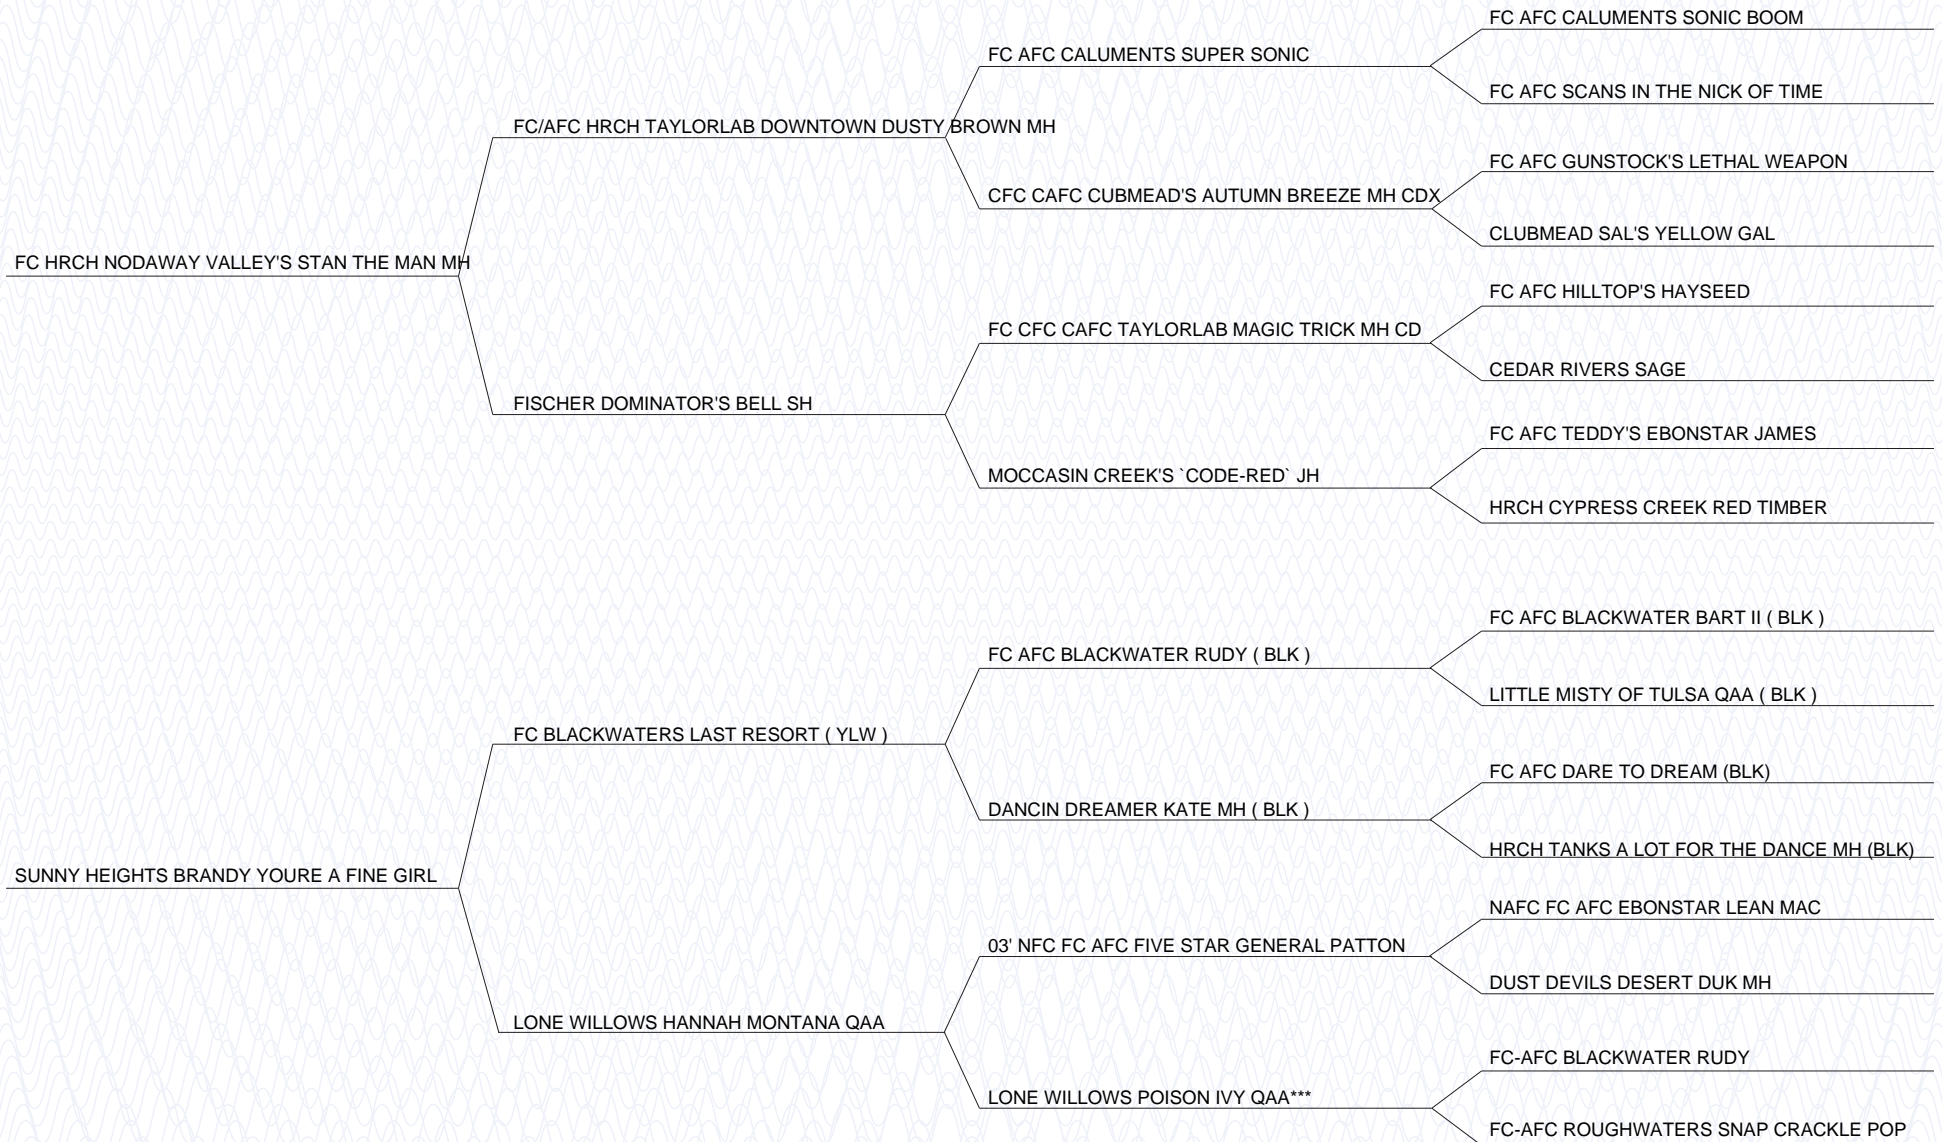 FC AFC CALUMENTS SONIC BOOM
FC AFC CALUMENTS SUPER SONIC
FC AFC SCANS IN THE NICK OF TIME
FC/AFC HRCH TAYLORLAB DOWNTOWN DUSTY BROWN MH
FC AFC GUNSTOCK'S LETHAL WEAPON
CFC CAFC CUBMEAD'S AUTUMN BREEZE MH CDX
CLUBMEAD SAL'S YELLOW GAL
FC HRCH NODAWAY VALLEY'S STAN THE MAN MH
FC AFC HILLTOP'S HAYSEED
FC CFC CAFC TAYLORLAB MAGIC TRICK MH CD
CEDAR RIVERS SAGE
FISCHER DOMINATOR'S BELL SH
FC AFC TEDDY'S EBONSTAR JAMES
MOCCASIN CREEK'S `CODE-RED` JH
HRCH CYPRESS CREEK RED TIMBER
FC AFC BLACKWATER BART II ( BLK )
FC AFC BLACKWATER RUDY ( BLK )
LITTLE MISTY OF TULSA QAA ( BLK )
FC BLACKWATERS LAST RESORT ( YLW )
FC AFC DARE TO DREAM (BLK)
DANCIN DREAMER KATE MH ( BLK )
HRCH TANKS A LOT FOR THE DANCE MH (BLK)
SUNNY HEIGHTS BRANDY YOURE A FINE GIRL
NAFC FC AFC EBONSTAR LEAN MAC
03' NFC FC AFC FIVE STAR GENERAL PATTON
DUST DEVILS DESERT DUK MH
LONE WILLOWS HANNAH MONTANA QAA
FC-AFC BLACKWATER RUDY
LONE WILLOWS POISON IVY QAA***
FC-AFC ROUGHWATERS SNAP CRACKLE POP